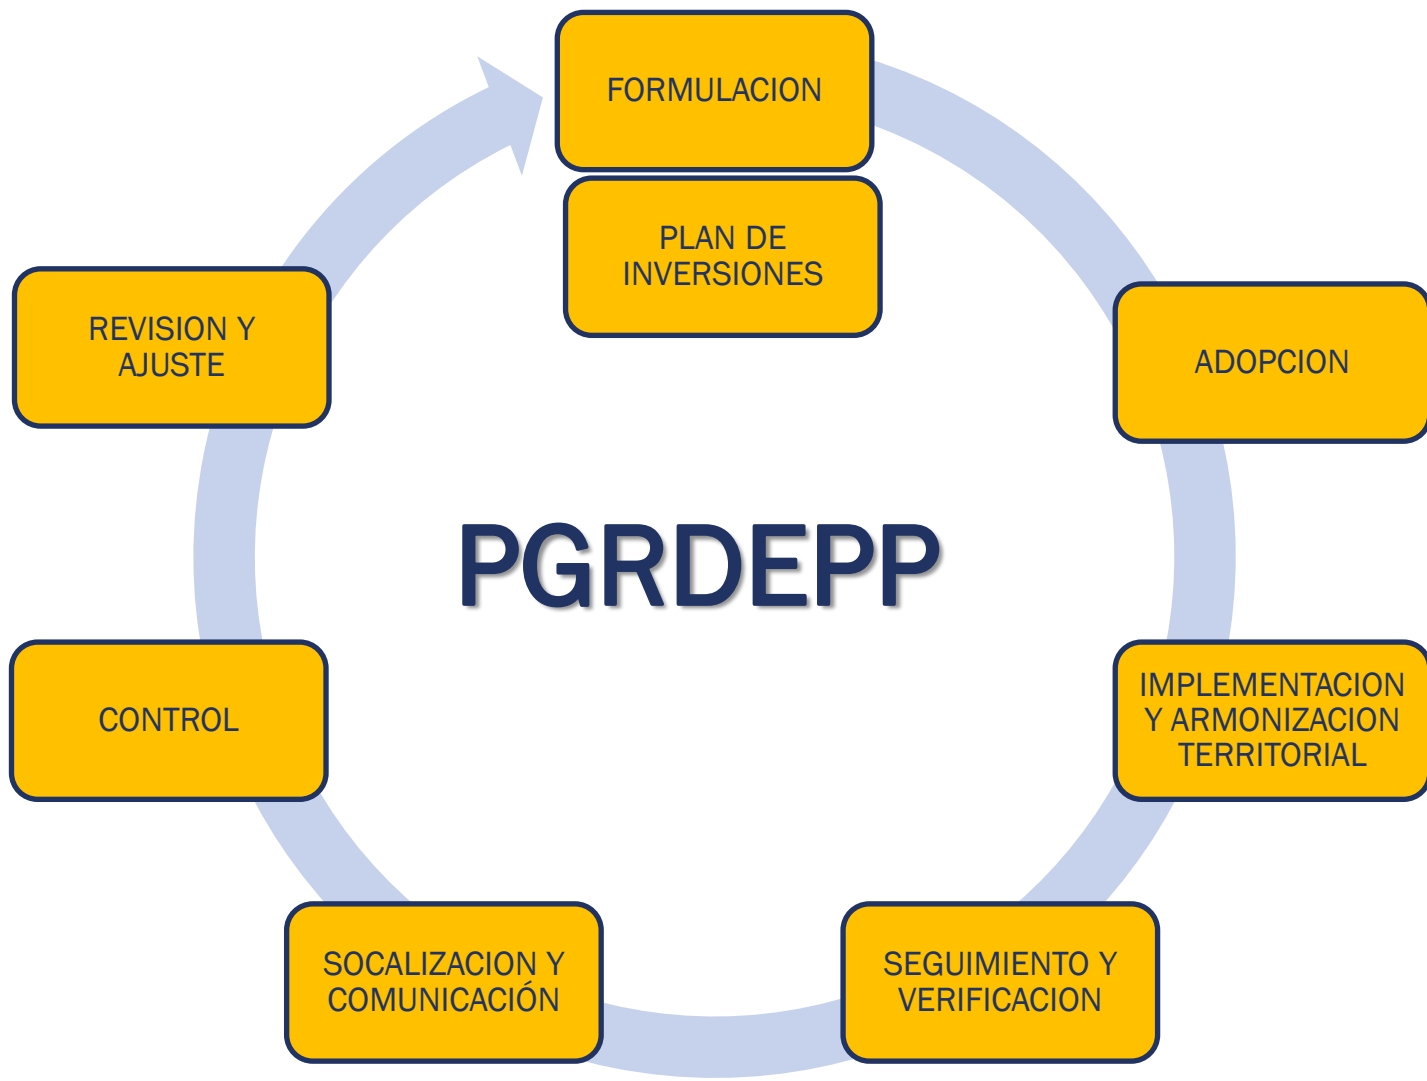 FORMULACION
PLAN DE
INVERSIONES
ADOPCION
IMPLEMENTACION
Y ARMONIZACION
TERRITORIAL
SEGUIMIENTO Y
VERIFICACION
SOCALIZACION Y
COMUNICACIÓN
CONTROL
REVISION Y
AJUSTE
PGRDEPP